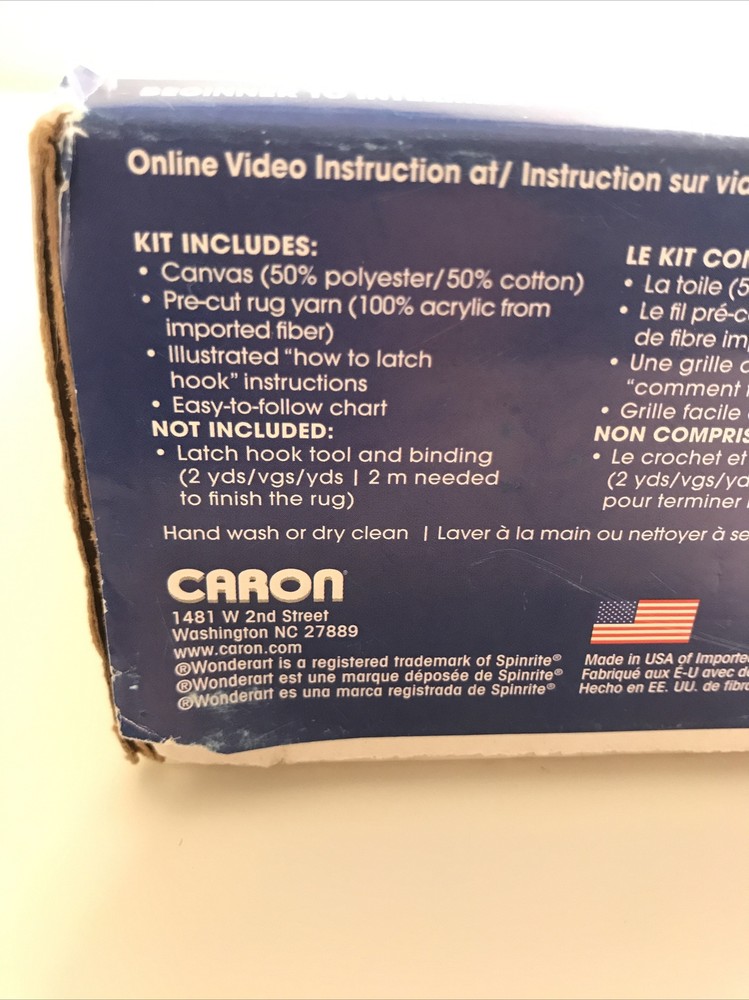 Online Video Instruction at/ Instruction sur
KIT INCLUDES:
• Canvas (50% polyester/50% cotton)
• Pre-cut rug yarn (100% acrylic from
imported fiber)
• Illustrated “how to latch
hook” instructions
• Easy-to-follow chart
NOT INCLUDED:
• Latch hook tool and binding
(2 yds/vgs/yds | 2 m needed
to finish the rug)
LE KIT
• La toile (5
• Le fil pré-c
de fibre im
• Une grille
“comment
• Grille facile
NON COMPRIS
• Le crochet et
(2 yds/vgs/yd
pour terminer
Hand wash or dry clean | Laver à la main ou nettoyer à se
CARON
1481 W 2nd Street
Washington NC 27889
www.caron.com
®Wonderart is a registered trademark of Spinrite®
®Wonderart est une marque déposée de Spinrite®
®Wonderart es una marca registrada de Spinrite®
Made in USA of Importe
Fabriqué aux É-U avec d
Hecho en EE. UU. de fibra